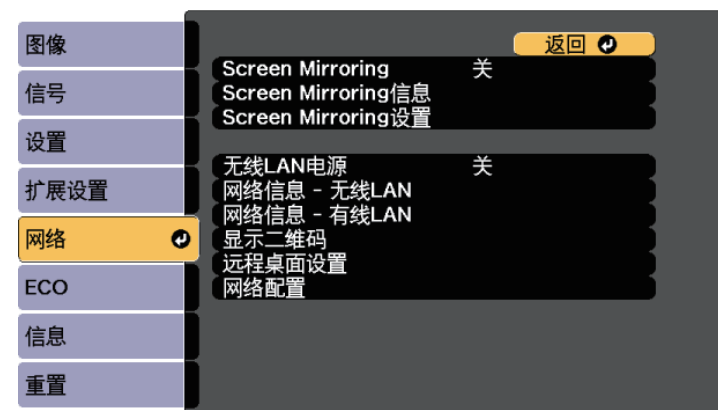 图像
信号
设置
扩展设置
网络
ECO
信息
重置
返回
Screen Mirroring 关
Screen Mirroring信息
Screen Mirroring设置
无线LAN电源 关
网络信息 - 无线LAN
网络信息 - 有线LAN
显示二维码
远程桌面设置
网络配置